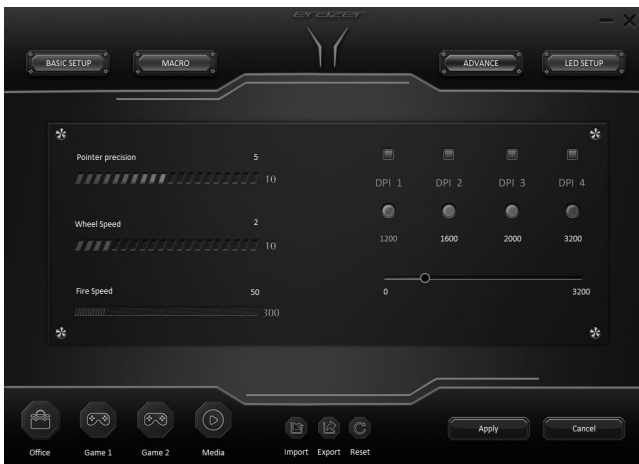 erazer
BASIC SETUP
MACRO
ADVANCE
LED SETUP
Pointer precision 5
10
Wheel Speed 2
10
Fire Speed 50
300
DPI 1 DPI 2 DPI 3 DPI 4
1200 1600 2000 3200
0 3200
Office Game 1 Game 2 Media
Import Export Reset
Apply
Cancel